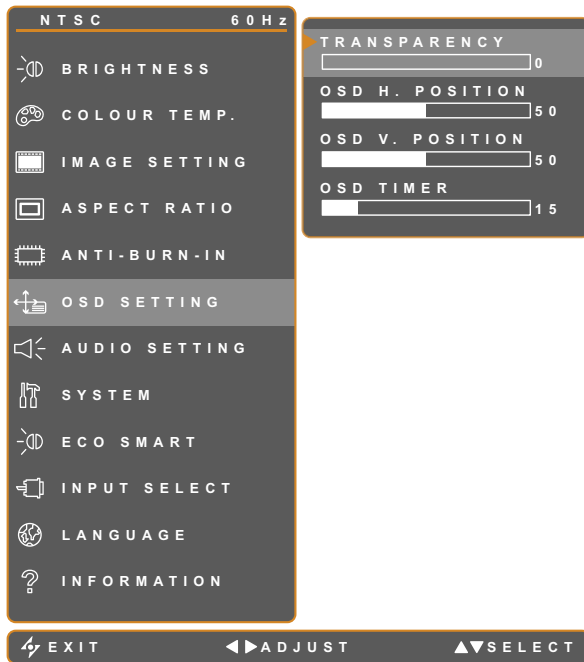 NTSC 60Hz
BRIGHTNESS
COLOUR TEMP.
IMAGE SETTING
ASPECT RATIO
ANTI-BURN-IN
OSD SETTING
AUDIO SETTING
SYSTEM
ECO SMART
INPUT SELECT
LANGUAGE
INFORMATION
TRANSPARENCY
0
OSD H. POSITION
50
OSD V. POSITION
50
OSD TIMER
15
EXIT ADJUST SELECT